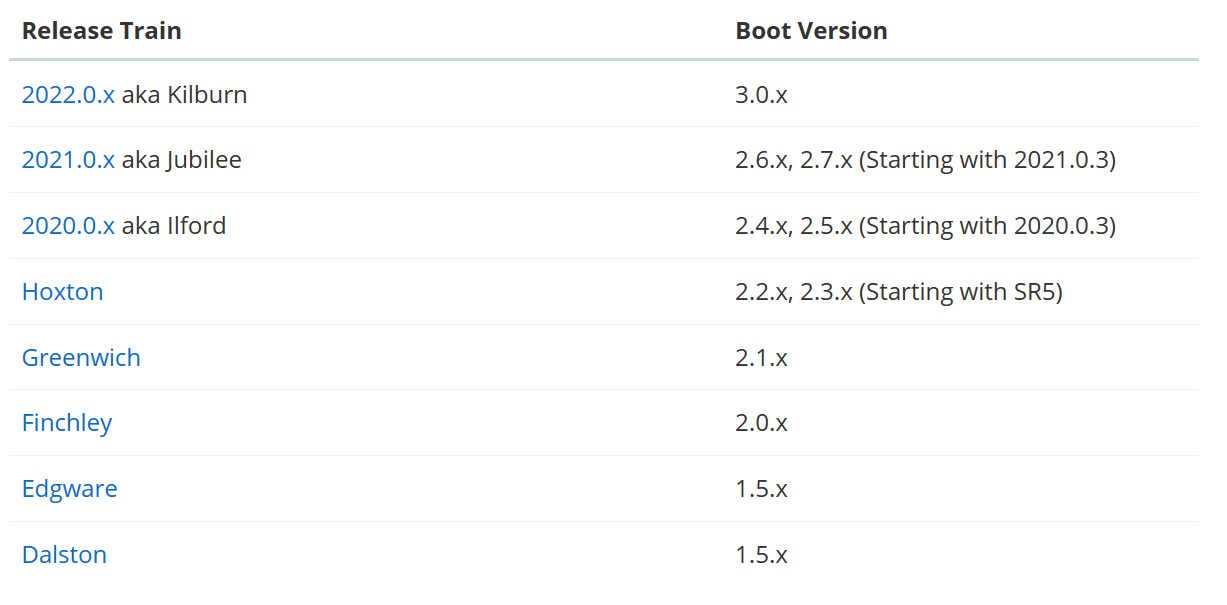 Release Train Boot Version
2022.0.x aka Kilburn 3.0.x
2021.0.x aka Jubilee 2.6.x, 2.7.x (Starting with 2021.0.3)
2020.0.x aka Ilford 2.4.x, 2.5.x (Starting with 2020.0.3)
Hoxton 2.2.x, 2.3.x (Starting with SR5)
Greenwich 2.1.x
Finchley 2.0.x
Edgware 1.5.x
Dalston 1.5.x